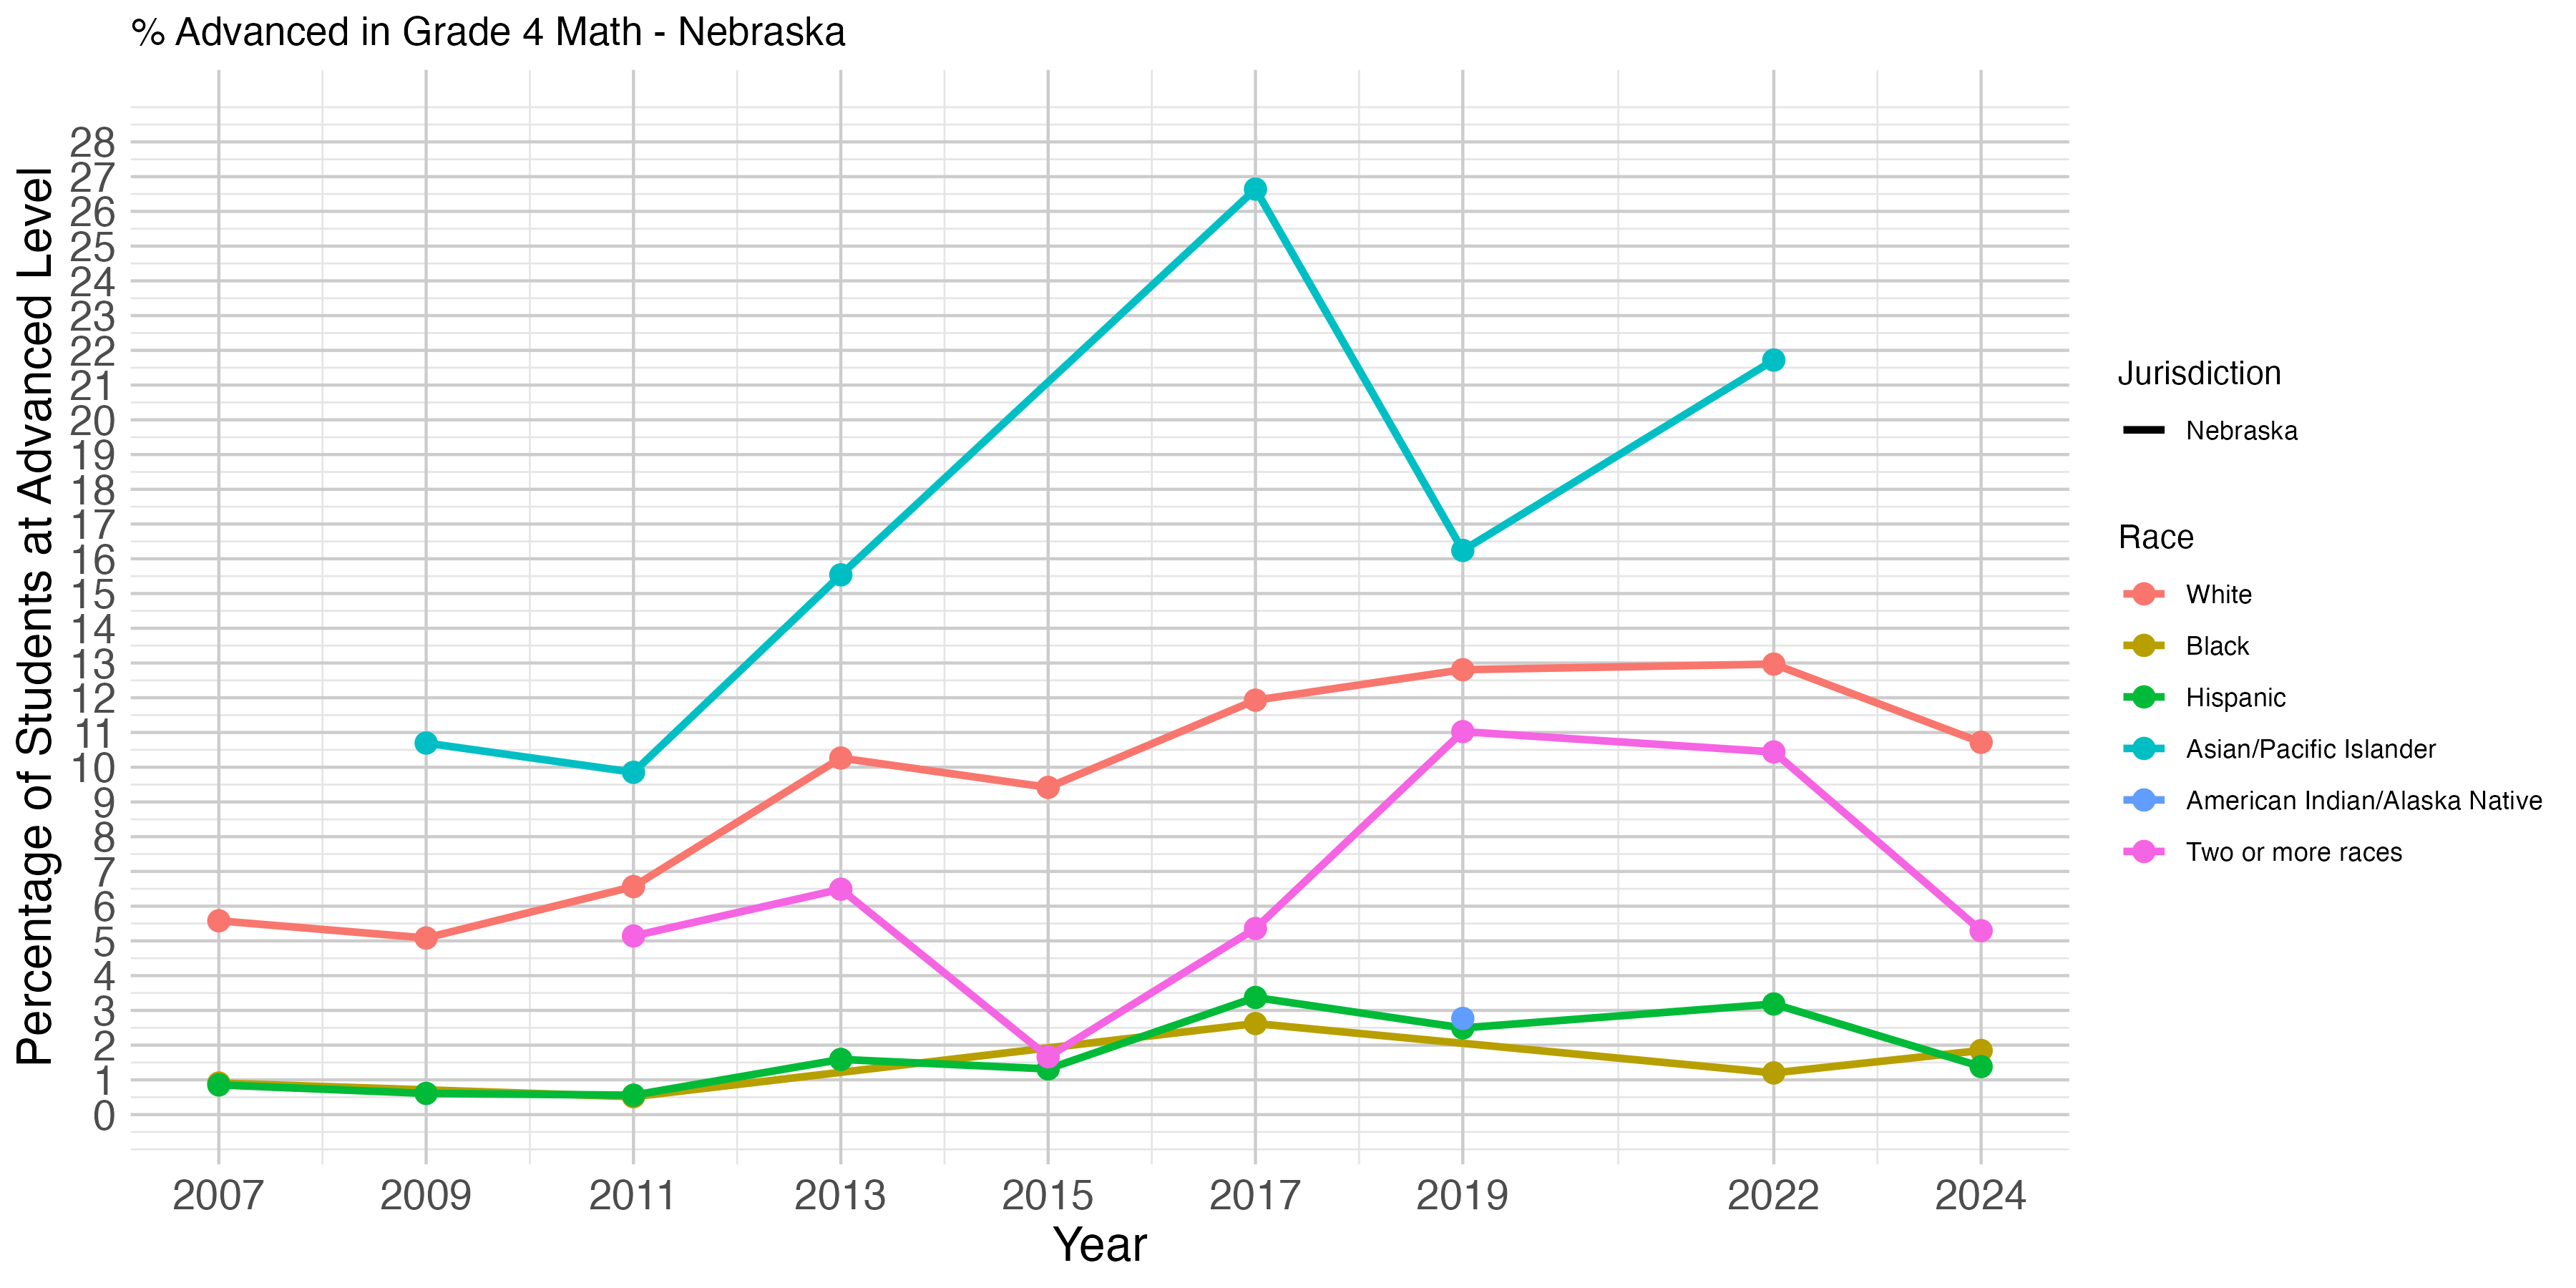 % Advanced in Grade 4 Math - Nebraska
Percentage of Students at Advanced Level
28
27
26
25
24
23
22
21
20
19
18
17
16
15
14
13
12
11
10
9
8
7
6
5
4
3
2
1
0
2007 2009 2011 2013 2015 2017 2019 2022 2024
Year
Jurisdiction
Nebraska
Race
White
Black
Hispanic
Asian/Pacific Islander
American Indian/Alaska Native
Two or more races